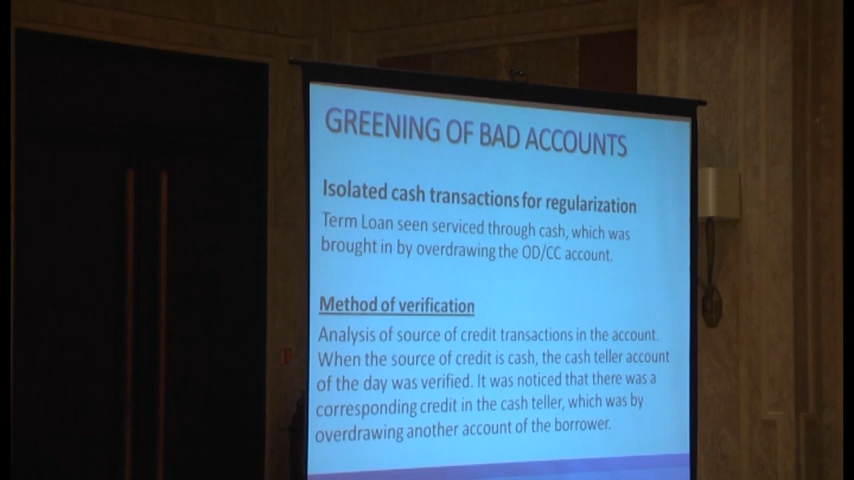 GREENING OF BAD ACCOUNTS
Isolated cash transactions for regularization
Term Loan seen serviced through cash, which was
brought in by overdrawing the OD/CC account.
Method of verification
Analysis of source of credit transactions in the account.
When the source of credit is cash, the cash teller account
of the day was verified. It was noticed that there was a
corresponding credit in the cash teller, which was by
overdrawing another account of the borrower.